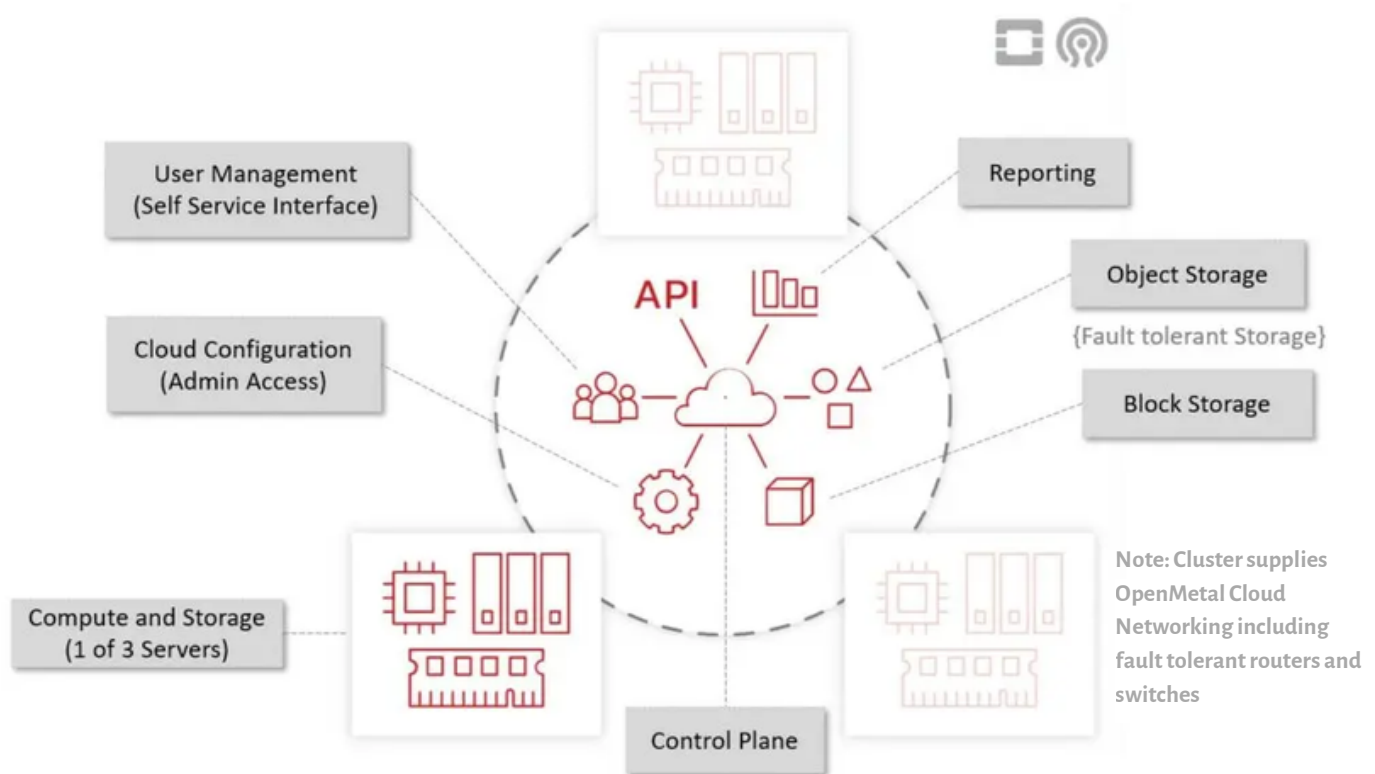 User Management
(Self Service Interface)
Reporting
Object Storage
API
{Fault tolerant Storage}
Cloud Configuration
(Admin Access)
Block Storage
Note: Cluster supplies
OpenMetal Cloud
Networking including
fault tolerant routers and
switches
Compute and Storage
(1 of 3 Servers)
Control Plane